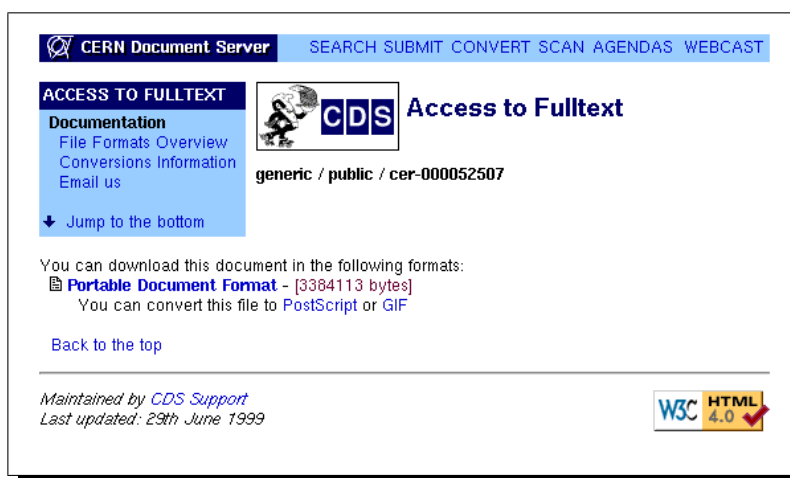 CERN Document Server SEARCH SUBMIT CONVERT SCAN AGENDAS WEBCAST
ACCESS TO FULLTEXT
Documentation
File Formats Overview
Conversions Information
Email us
Jump to the bottom
CDS Access to Fulltext
generic / public / cer-000052507
You can download this document in the following formats:
Portable Document Format - [3384113 bytes]
You can convert this file to PostScript or GIF
Back to the top
Maintained by CDS Support
Last updated: 29th June 1999
W3C HTML 4.0